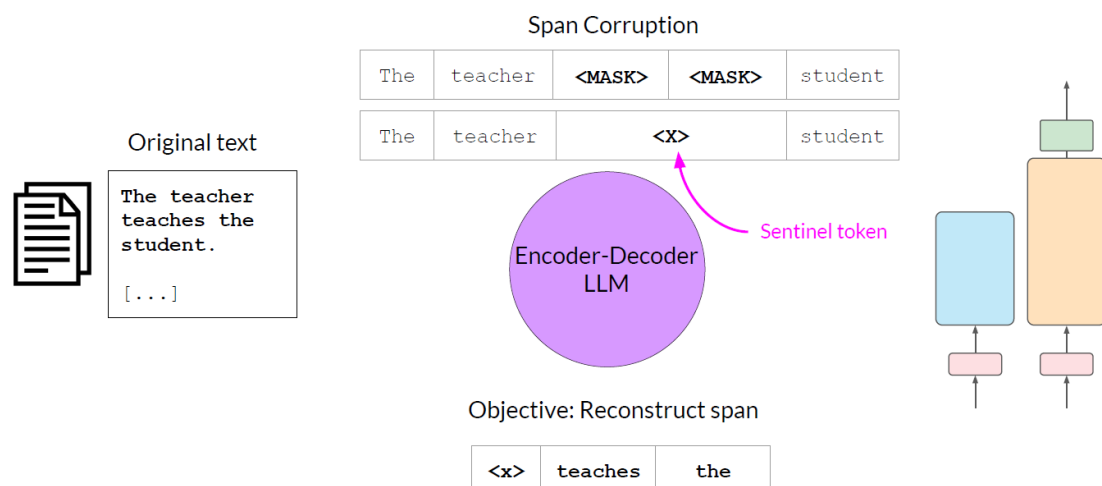 Span Corruption
The teacher <MASK> <MASK> student
The teacher <X> student
Original text
The teacher
teaches the
student.
[...]
Sentinel token
Encoder-Decoder
LLM
Objective: Reconstruct span
<x> teaches the